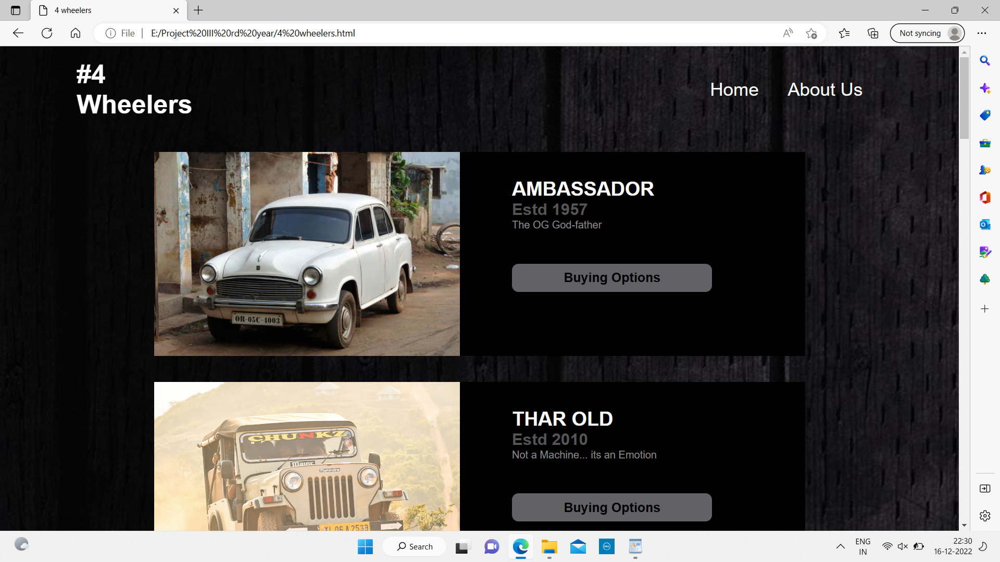 4 wheelers
File
E:/Project%20III%20rd%20year/4%20wheelers.html
Not syncing
#4
Wheelers
Home
About Us
AMBASSADOR
Estd 1957
The OG God-father
Buying Options
OR-05C-4003
THAR OLD
Estd 2010
Not a Machine... its an Emotion
Buying Options
CHUNKZ
Mahindra
Search
DELL
ENG
IN
22:30
16-12-2022